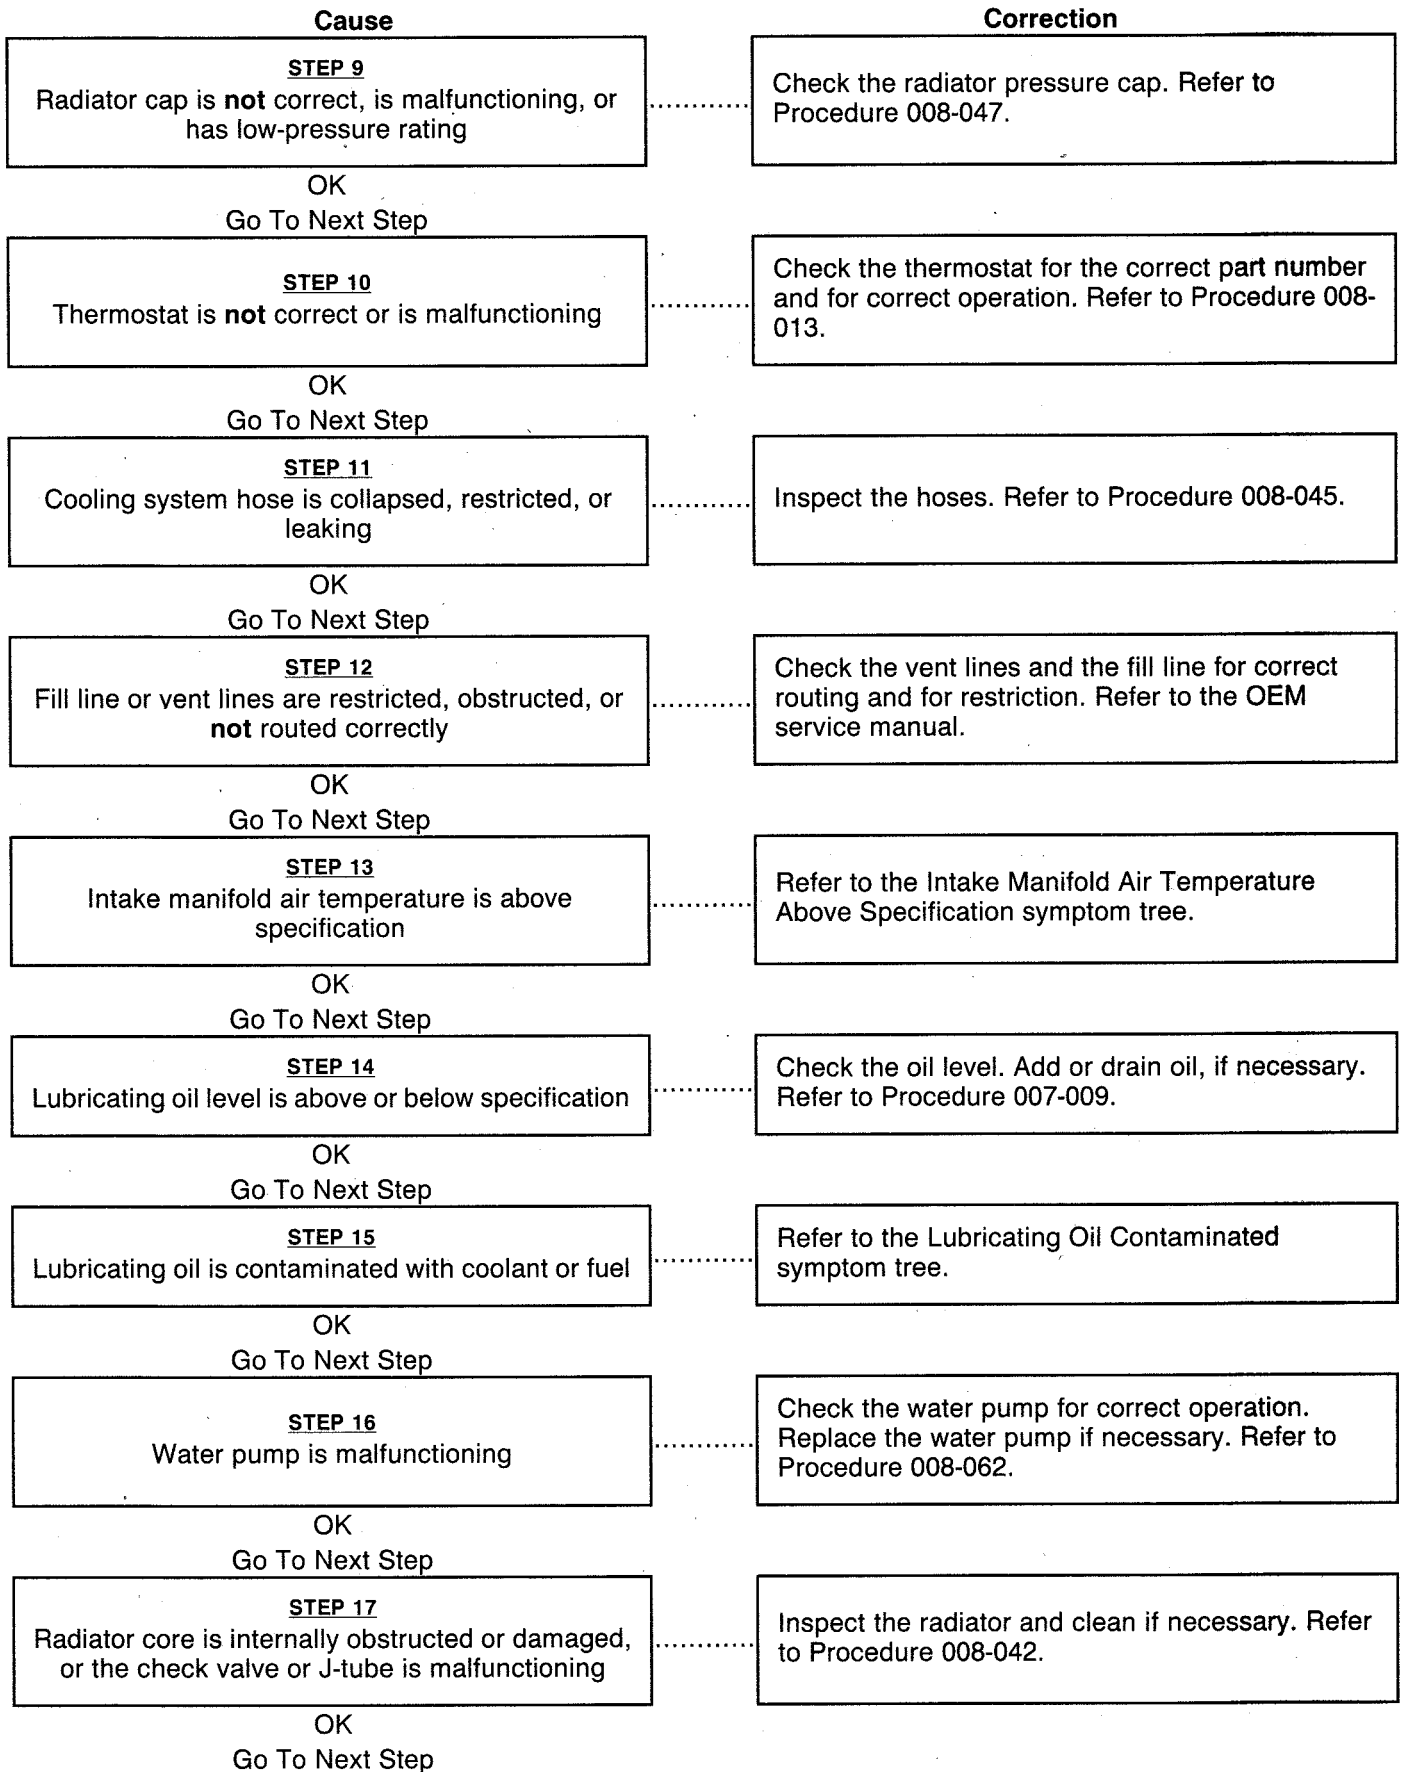 Cause
Correction
STEP 9
Radiator cap is not correct, is malfunctioning, or
has low-pressure rating
Check the radiator pressure cap. Refer to
Procedure 008-047.
OK
Go To Next Step
STEP 10
Thermostat is not correct or is malfunctioning
Check the thermostat for the correct part number
and for correct operation. Refer to Procedure 008-
013.
OK
Go To Next Step
STEP 11
Cooling system hose is collapsed, restricted, or
leaking
Inspect the hoses. Refer to Procedure 008-045.
OK
Go To Next Step
STEP 12
Fill line or vent lines are restricted, obstructed, or
not routed correctly
Check the vent lines and the fill line for correct
routing and for restriction. Refer to the OEM
service manual.
OK
Go To Next Step
STEP 13
Intake manifold air temperature is above
specification
Refer to the Intake Manifold Air Temperature
Above Specification symptom tree.
OK
Go To Next Step
STEP 14
Lubricating oil level is above or below specification
Check the oil level. Add or drain oil, if necessary.
Refer to Procedure 007-009.
OK
Go To Next Step
STEP 15
Lubricating oil is contaminated with coolant or fuel
Refer to the Lubricating Oil Contaminated
symptom tree.
OK
Go To Next Step
STEP 16
Water pump is malfunctioning
Check the water pump for correct operation.
Replace the water pump if necessary. Refer to
Procedure 008-062.
OK
Go To Next Step
STEP 17
Radiator core is internally obstructed or damaged,
or the check valve or J-tube is malfunctioning
Inspect the radiator and clean if necessary. Refer
to Procedure 008-042.
OK
Go To Next Step